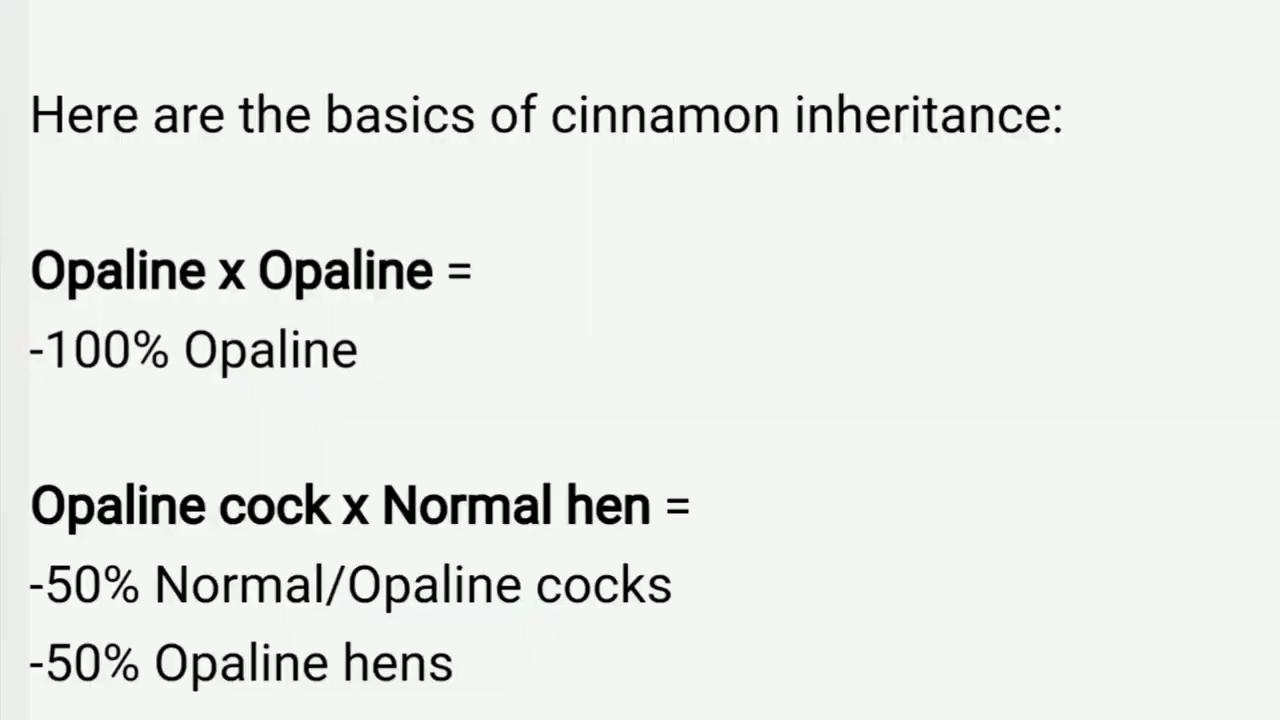 Here are the basics of cinnamon inheritance:
Opaline x Opaline =
-100% Opaline
Opaline cock x Normal hen =
-50% Normal/Opaline cocks
-50% Opaline hens